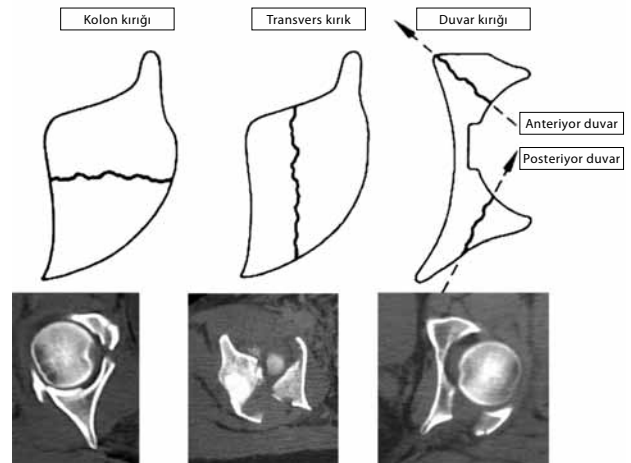 Kolon kırığı
Transvers kırık
Duvar kırığı
Anteriyor duvar
Posteriyor duvar